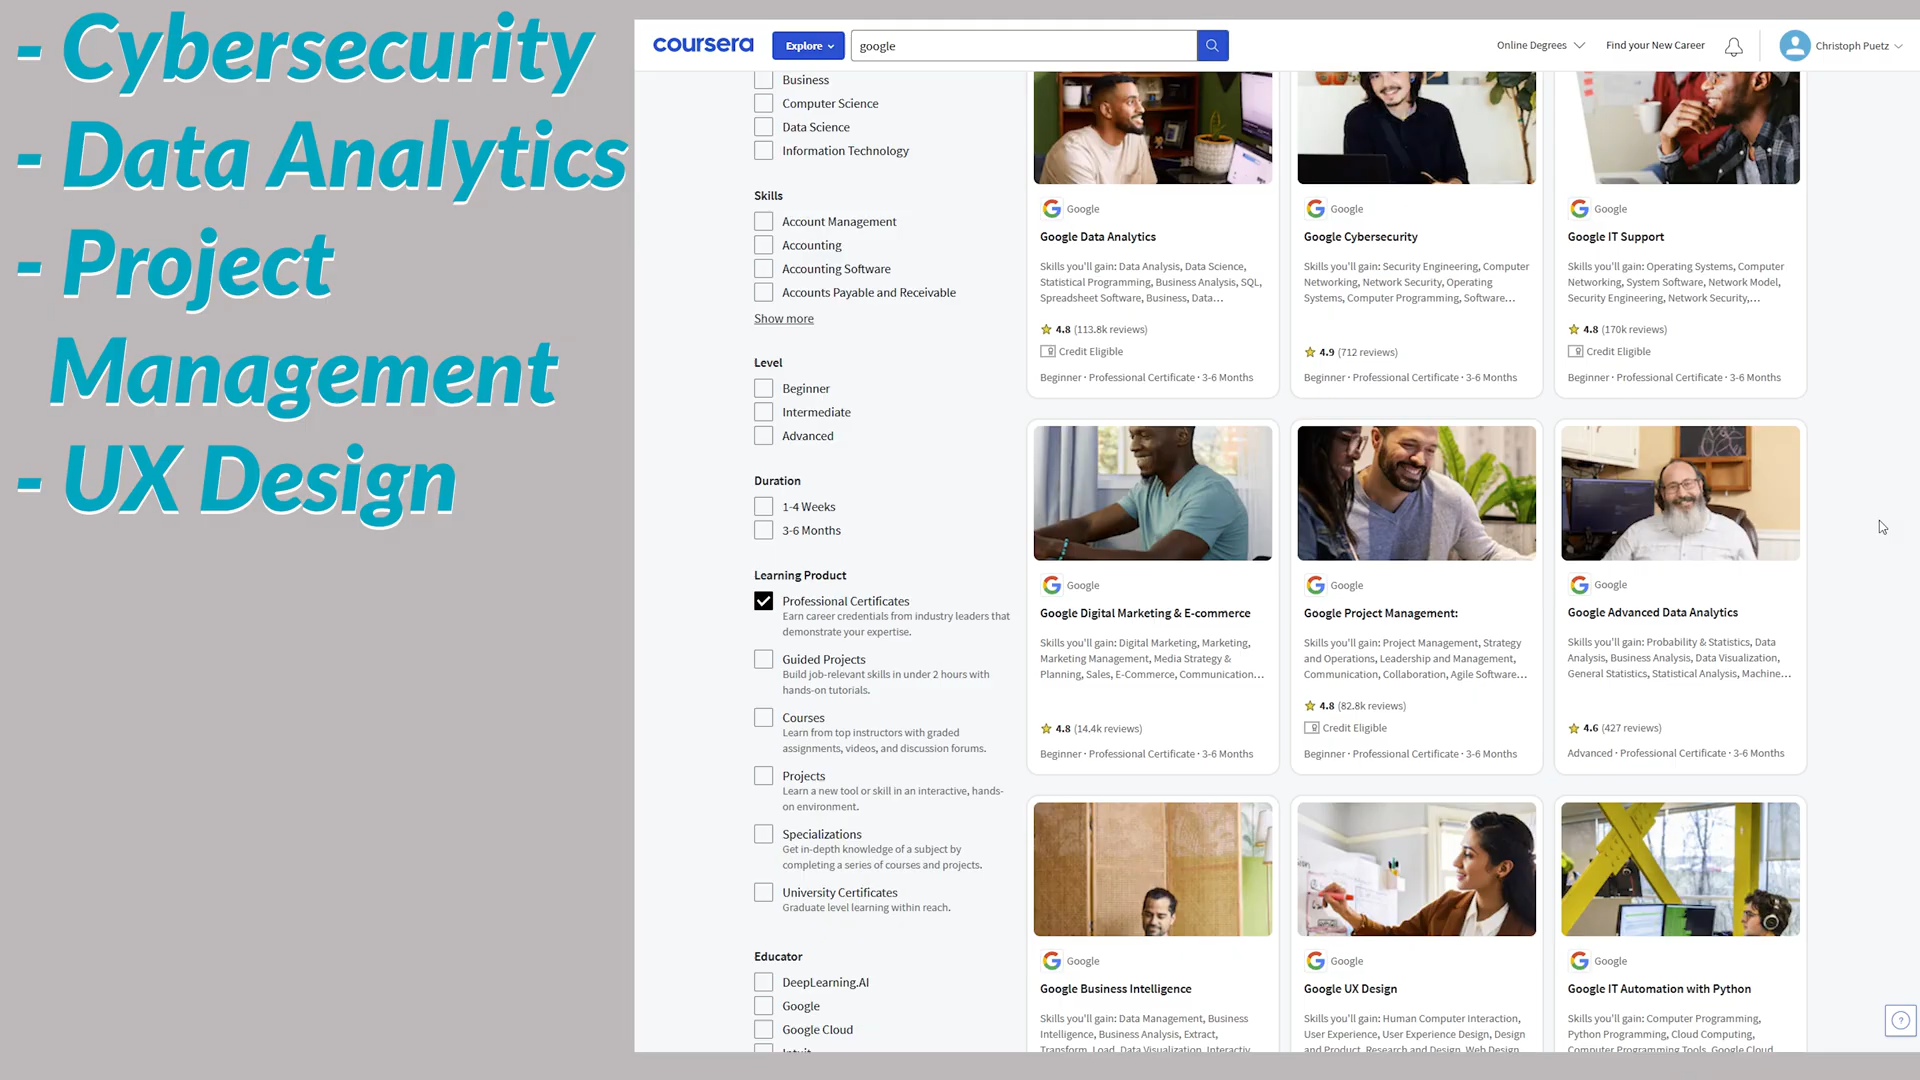 - Cybersecurity
- Data Analytics
- Project
Management
- UX Design
coursera
Explore
google
Online Degrees
Find your New Career
Christoph Puetz
Business
Computer Science
Data Science
Information Technology
Skills
Account Management
Accounting
Accounting Software
Accounts Payable and Receivable
Show more
Level
Beginner
Intermediate
Advanced
Duration
1-4 Weeks
3-6 Months
Learning Product
Professional Certificates
Earn career credentials from industry leaders that
demonstrate your expertise.
Guided Projects
Build job-relevant skills in under 2 hours with
hands-on tutorials.
Courses
Learn from top instructors with graded
assignments, videos, and discussion forums.
Projects
Learn a new tool or skill in an interactive, hands-
on environment.
Specializations
Get in-depth knowledge of a subject by
completing a series of courses and projects.
University Certificates
Graduate level learning within reach.
Educator
DeepLearning.AI
Google
Google Cloud
Intuit
Google
Google Data Analytics
Skills you'll gain: Data Analysis, Data Science,
Statistical Programming, Business Analysis, SQL,
Spreadsheet Software, Business, Data...
4.8 (113.8k reviews)
Credit Eligible
Beginner · Professional Certificate · 3-6 Months
Google
Google Cybersecurity
Skills you'll gain: Security Engineering, Computer
Networking, Network Security, Operating
Systems, Computer Programming, Software...
4.9 (712 reviews)
Beginner · Professional Certificate · 3-6 Months
Google
Google IT Support
Skills you'll gain: Operating Systems, Computer
Networking, System Software, Network Model,
Security Engineering, Network Security,...
4.8 (170k reviews)
Credit Eligible
Beginner · Professional Certificate · 3-6 Months
Google
Google Digital Marketing & E-commerce
Skills you'll gain: Digital Marketing, Marketing,
Marketing Management, Media Strategy &
Planning, Sales, E-Commerce, Communication...
4.8 (14.4k reviews)
Beginner · Professional Certificate · 3-6 Months
Google
Google Project Management:
Skills you'll gain: Project Management, Strategy
and Operations, Leadership and Management,
Communication, Collaboration, Agile Software...
4.8 (82.8k reviews)
Credit Eligible
Beginner · Professional Certificate · 3-6 Months
Google
Google Advanced Data Analytics
Skills you'll gain: Probability & Statistics, Data
Analysis, Business Analysis, Data Visualization,
General Statistics, Statistical Analysis, Machine...
4.6 (427 reviews)
Advanced · Professional Certificate · 3-6 Months
Google
Google Business Intelligence
Skills you'll gain: Data Management, Business
Intelligence, Business Analysis, Extract,
Transform, Load, Data Visualization, Interactiv
Google
Google UX Design
Skills you'll gain: Human Computer Interaction,
User Experience, User Experience Design, Design
and Product, Research and Design, Web Design
Google
Google IT Automation with Python
Skills you'll gain: Computer Programming,
Python Programming, Cloud Computing,
Computer Programming Tools, Google Cloud
?